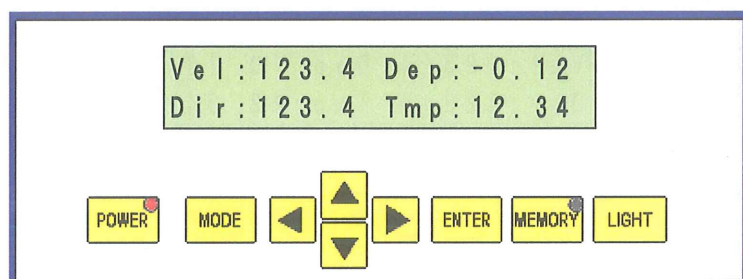 Vel:123.4 Dep:-0.12
Dir:123.4 Tmp:12.34
POWER MODE ENTER MEMORY LIGHT